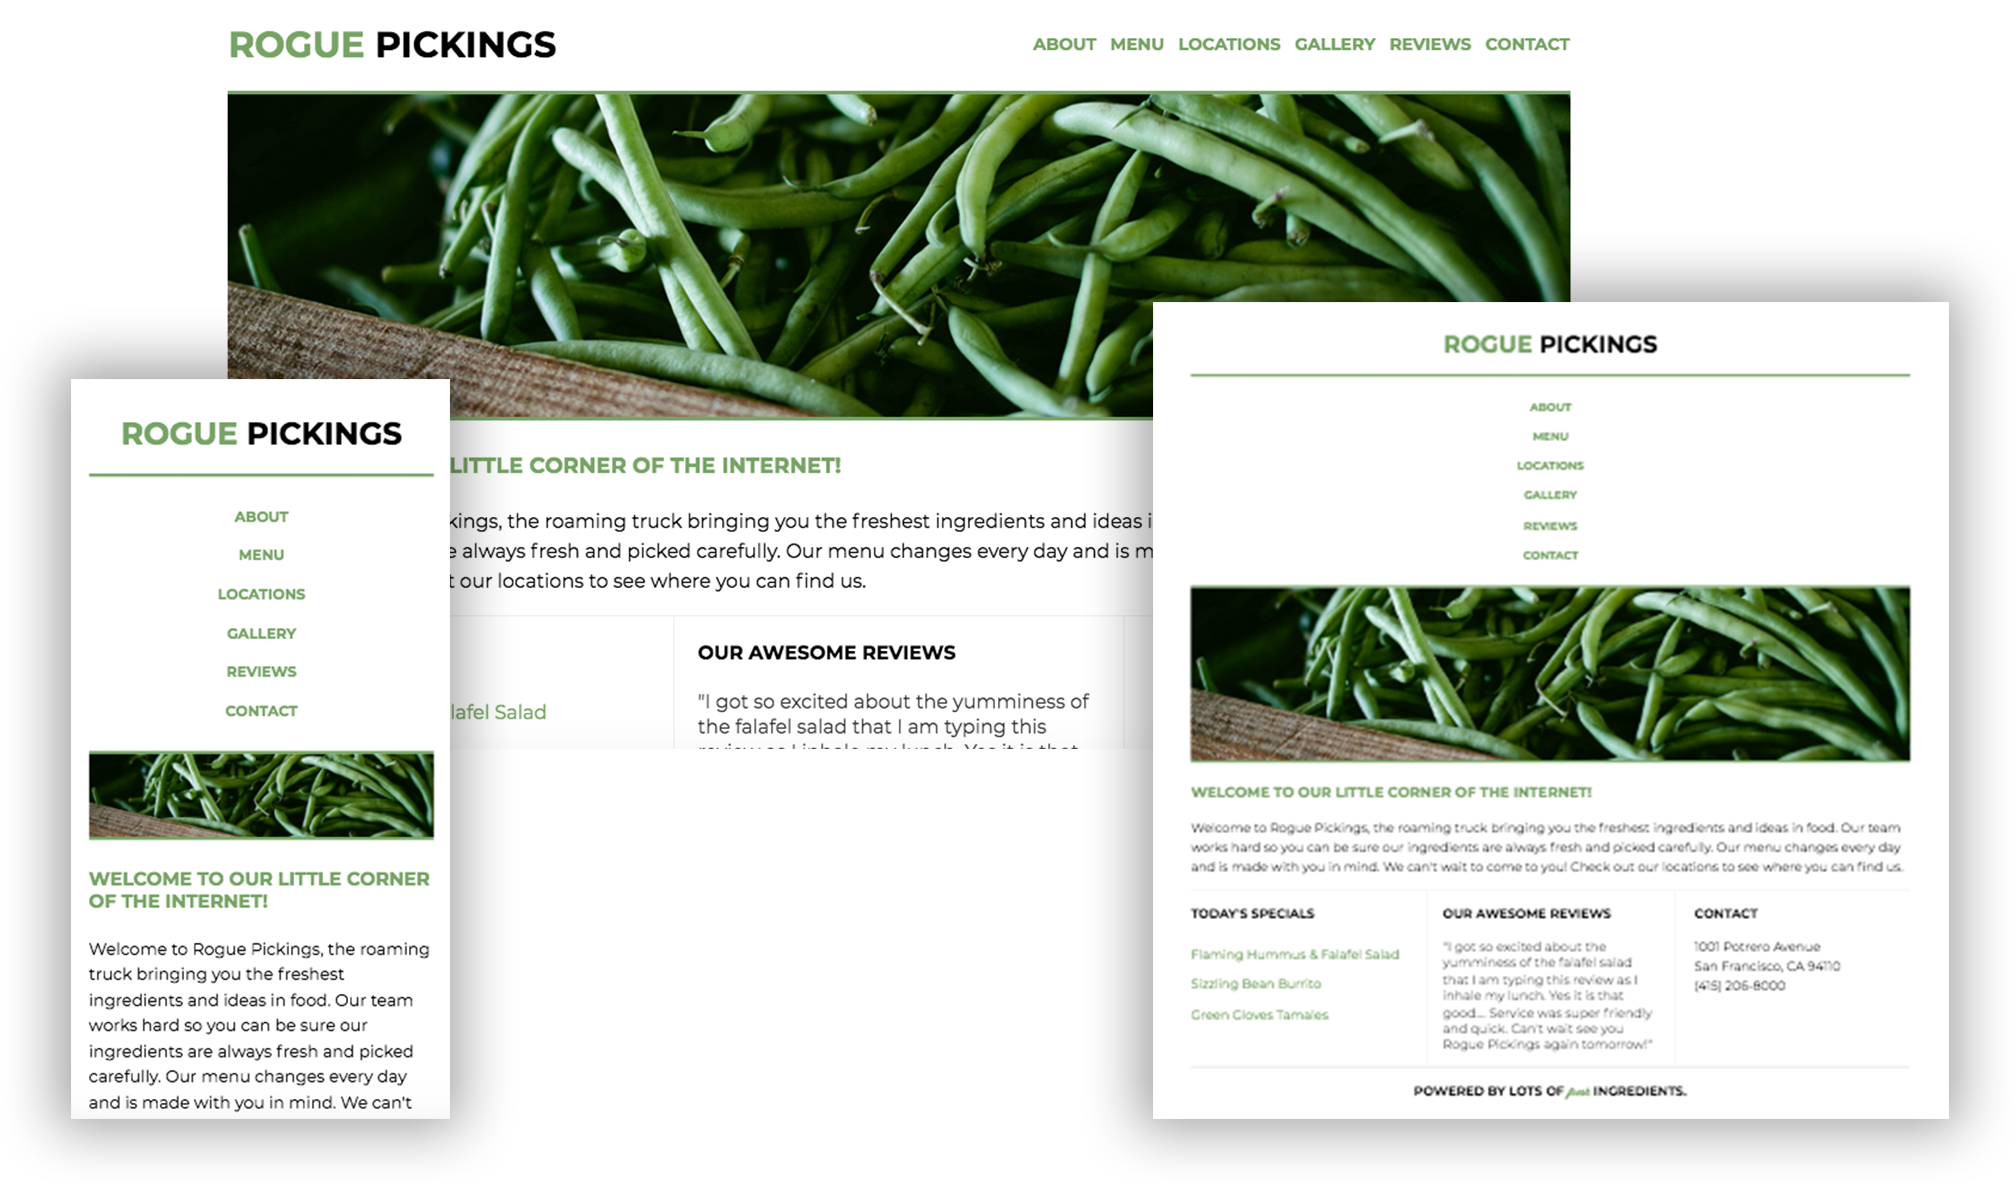 ROGUE PICKINGS
ABOUT MENU LOCATIONS GALLERY REVIEWS CONTACT
LITTLE CORNER OF THE INTERNET!
kings, the roaming truck bringing you the freshest ingredients and ideas i
e always fresh and picked carefully. Our menu changes every day and is m
t our locations to see where you can find us.
lafel Salad
OUR AWESOME REVIEWS
"I got so excited about the yumminess of
the falafel salad that I am typing this
review as I inhale my lunch. Yes it is that
ROGUE PICKINGS
ABOUT
MENU
LOCATIONS
GALLERY
REVIEWS
CONTACT
WELCOME TO OUR LITTLE CORNER
OF THE INTERNET!
Welcome to Rogue Pickings, the roaming
truck bringing you the freshest
ingredients and ideas in food. Our team
works hard so you can be sure our
ingredients are always fresh and picked
carefully. Our menu changes every day
and is made with you in mind. We can't
ROGUE PICKINGS
ABOUT
MENU
LOCATIONS
GALLERY
REVIEWS
CONTACT
WELCOME TO OUR LITTLE CORNER OF THE INTERNET!
Welcome to Rogue Pickings, the roaming truck bringing you the freshest ingredients and ideas in food. Our team
works hard so you can be sure our ingredients are always fresh and picked carefully. Our menu changes every day
and is made with you in mind. We can't wait to come to you! Check out our locations to see where you can find us.
TODAY'S SPECIALS
Flaming Hummus & Falafel Salad
Sizzling Bean Burrito
Green Cloves Tamales
OUR AWESOME REVIEWS
"I got so excited about the
yumminess of the falafel salad
that I am typing this review as I
inhale my lunch. Yes it is that
good... Service was super friendly
and quick. Can't wait see you
Rogue Pickings again tomorrow!"
CONTACT
1001 Potrero Avenue
San Francisco, CA 94110
(415) 206-8000
POWERED BY LOTS OF INGREDIENTS.